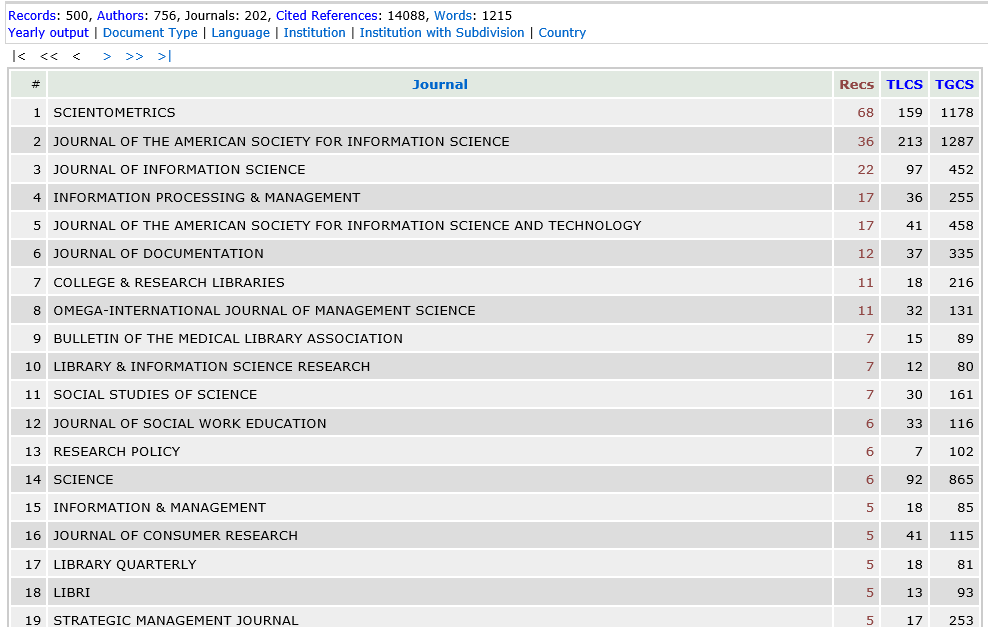 Records: 500, Authors: 756, Journals: 202, Cited References: 14088, Words: 1215
Yearly output | Document Type | Language | Institution | Institution with Subdivision | Country
|< << < > >> >|
# Journal Recs TLCS TGCS
1 SCIENTOMETRICS 68 159 1178
2 JOURNAL OF THE AMERICAN SOCIETY FOR INFORMATION SCIENCE 36 213 1287
3 JOURNAL OF INFORMATION SCIENCE 22 97 452
4 INFORMATION PROCESSING & MANAGEMENT 17 36 255
5 JOURNAL OF THE AMERICAN SOCIETY FOR INFORMATION SCIENCE AND TECHNOLOGY 17 41 458
6 JOURNAL OF DOCUMENTATION 12 37 335
7 COLLEGE & RESEARCH LIBRARIES 11 18 216
8 OMEGA-INTERNATIONAL JOURNAL OF MANAGEMENT SCIENCE 11 32 131
9 BULLETIN OF THE MEDICAL LIBRARY ASSOCIATION 7 15 89
10 LIBRARY & INFORMATION SCIENCE RESEARCH 7 12 80
11 SOCIAL STUDIES OF SCIENCE 7 30 161
12 JOURNAL OF SOCIAL WORK EDUCATION 6 33 116
13 RESEARCH POLICY 6 7 102
14 SCIENCE 6 92 865
15 INFORMATION & MANAGEMENT 5 18 85
16 JOURNAL OF CONSUMER RESEARCH 5 41 115
17 LIBRARY QUARTERLY 5 18 81
18 LIBRI 5 13 93
19 STRATEGIC MANAGEMENT JOURNAL 5 17 253